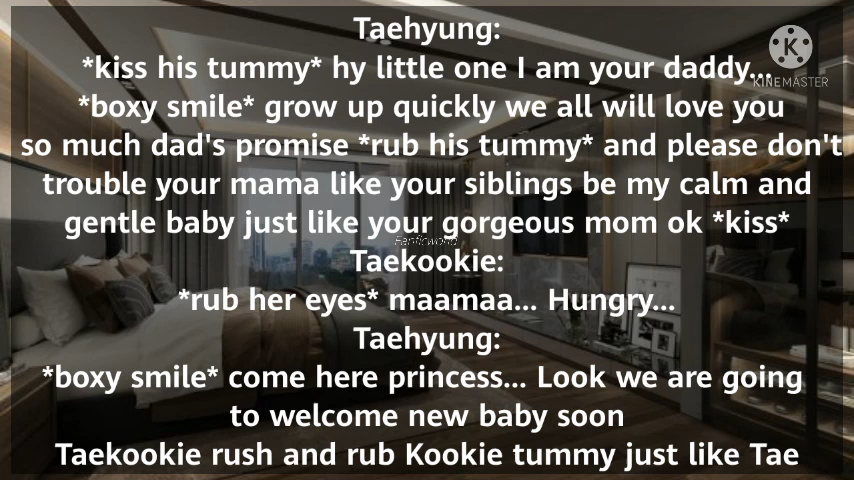 Taehyung:
*kiss his tummy* hy little one I am your daddy...
KINEMASTER
*boxy smile* grow up quickly we all will love you
so much dad's promise *rub his tummy* and please don't
trouble your mama like your siblings be my calm and
gentle baby just like your gorgeous mom ok *kiss*
Fanficworld
Taekookie:
*rub her eyes* maamaa... Hungry...
Taehyung:
*boxy smile* come here princess... Look we are going
to welcome new baby soon
Taekookie rush and rub Kookie tummy just like Tae